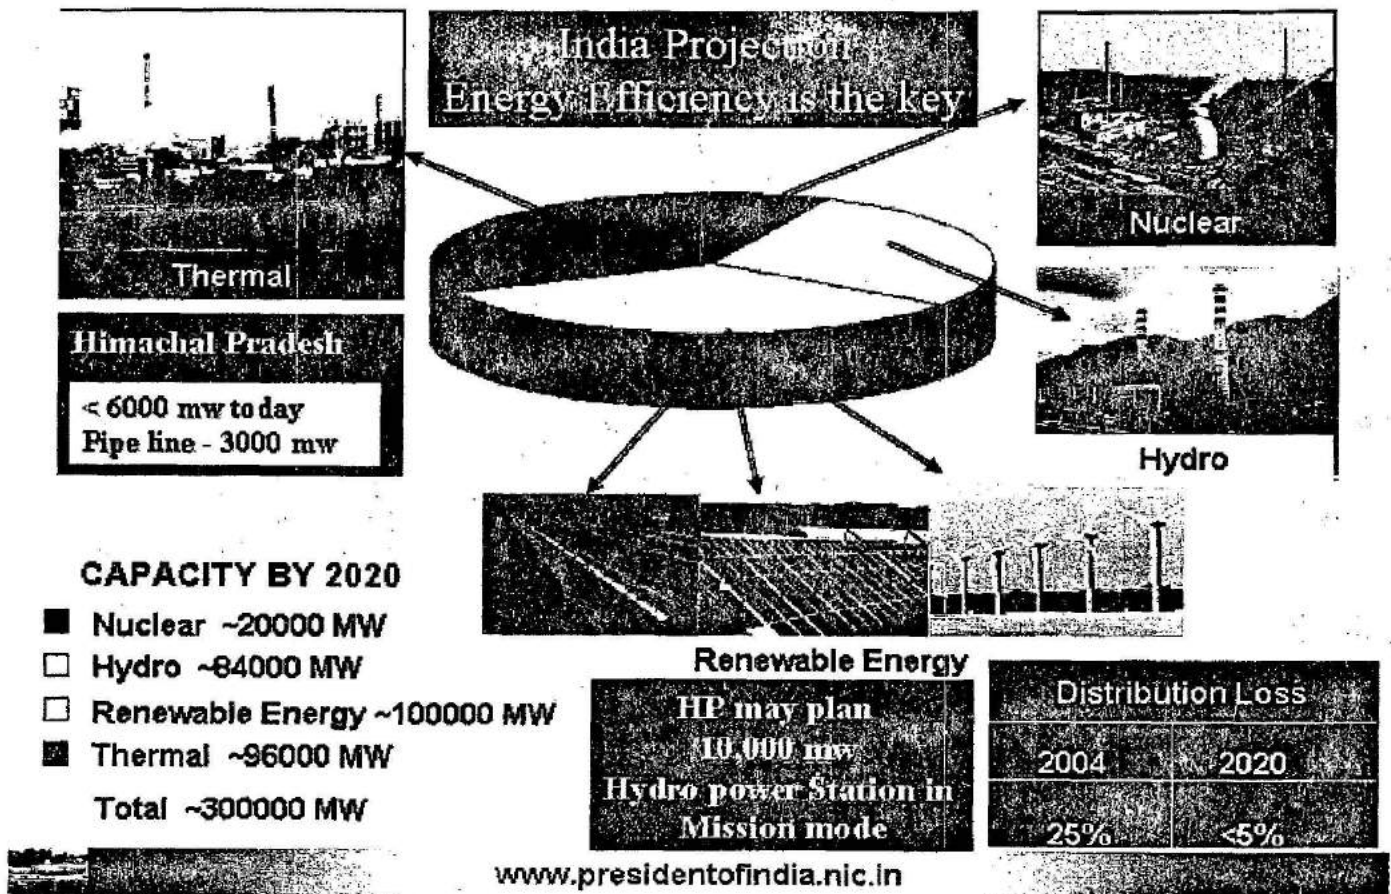 India Projection
Energy Efficiency is the key
Thermal
Nuclear
Himachal Pradesh
< 6000 mw today
Pipe line - 3000 mw
Hydro
CAPACITY BY 2020
Nuclear ~20000 MW
Hydro ~84000 MW
Renewable Energy ~100000 MW
Thermal ~96000 MW
Total ~300000 MW
Renewable Energy
HP may plan
10,000 mw
Hydro power Station in
Mission mode
Distribution Loss
2004 2020
25% <5%
www.presidentofindia.nic.in